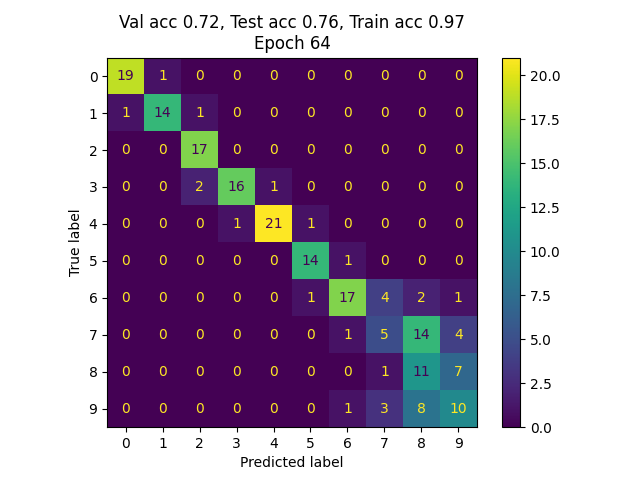 Val acc 0.72, Test acc 0.76, Train acc 0.97
Epoch 64
True label
0 19 1 0 0 0 0 0 0 0 0
1 1 14 1 0 0 0 0 0 0 0
2 0 0 17 0 0 0 0 0 0 0
3 0 0 2 16 1 0 0 0 0 0
4 0 0 0 1 21 1 0 0 0 0
5 0 0 0 0 0 14 1 0 0 0
6 0 0 0 0 0 1 17 4 2 1
7 0 0 0 0 0 0 1 5 14 4
8 0 0 0 0 0 0 0 1 11 7
9 0 0 0 0 0 0 1 3 8 10
0 1 2 3 4 5 6 7 8 9
Predicted label
20.0
17.5
15.0
12.5
10.0
7.5
5.0
2.5
0.0